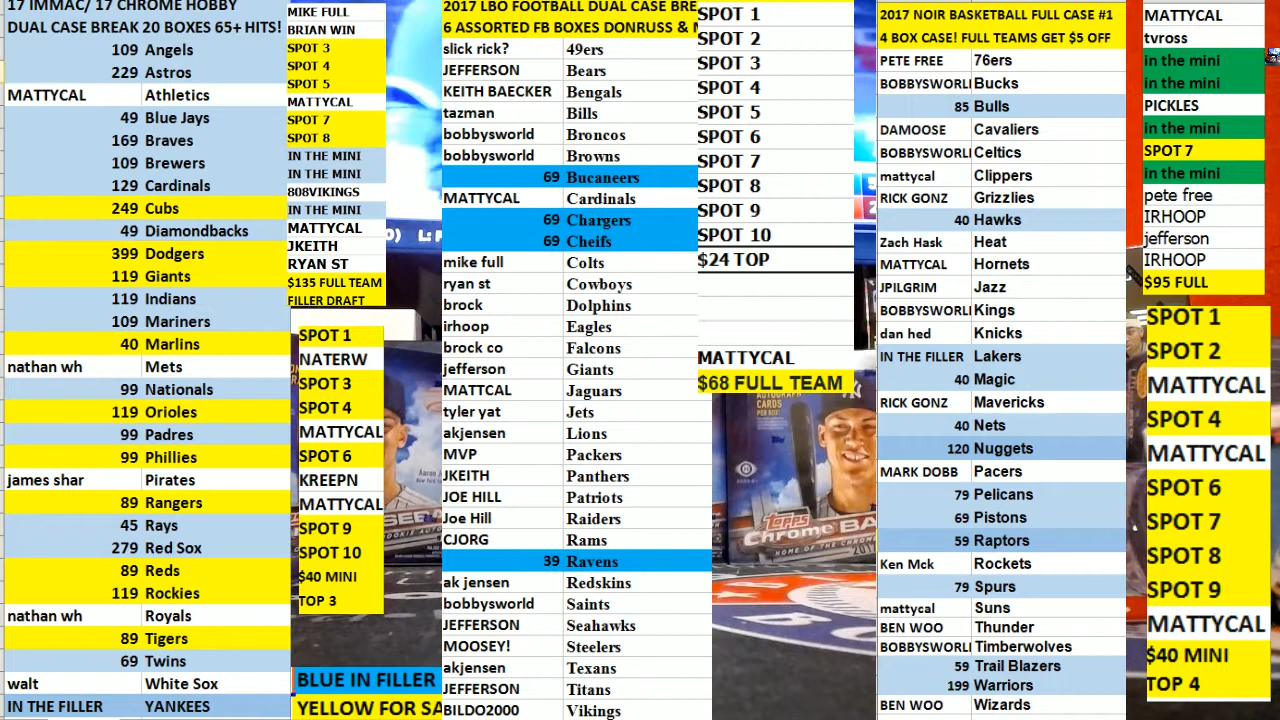 17 IMMAC/ 17 CHROME HOBBY
DUAL CASE BREAK 20 BOXES 65+ HITS!
109 Angels
229 Astros
MATTYCAL Athletics
49 Blue Jays
169 Braves
109 Brewers
129 Cardinals
249 Cubs
49 Diamondbacks
399 Dodgers
119 Giants
119 Indians
109 Mariners
40 Marlins
nathan wh Mets
99 Nationals
119 Orioles
99 Padres
99 Phillies
james shar Pirates
89 Rangers
45 Rays
279 Red Sox
89 Reds
119 Rockies
nathan wh Royals
89 Tigers
69 Twins
walt White Sox
IN THE FILLER YANKEES
MIKE FULL
BRIAN WIN
SPOT 3
SPOT 4
SPOT 5
MATTYCAL
SPOT 7
SPOT 8
IN THE MINI
IN THE MINI
808VIKINGS
IN THE MINI
MATTYCAL
JKEITH
RYAN ST
$135 FULL TEAM
FILLER DRAFT
SPOT 1
NATERW
SPOT 3
SPOT 4
MATTYCAL
SPOT 6
KREEPN
MATTYCAL
SPOT 9
SPOT 10
$40 MINI
TOP 3
BLUE IN FILLER
YELLOW FOR SA
2017 LBO FOOTBALL DUAL CASE BRE
6 ASSORTED FB BOXES DONRUSS &
slick rick? 49ers
JEFFERSON Bears
KEITH BAECKER Bengals
tazman Bills
bobbysworld Broncos
bobbysworld Browns
69 Bucaneers
MATTYCAL Cardinals
69 Chargers
69 Cheifs
mike full Colts
ryan st Cowboys
brock Dolphins
irhoop Eagles
brock co Falcons
jefferson Giants
MATTCAL Jaguars
tyler yat Jets
akjensen Lions
MVP Packers
JKEITH Panthers
JOE HILL Patriots
Joe Hill Raiders
CJORG Rams
39 Ravens
ak jensen Redskins
bobbysworld Saints
JEFFERSON Seahawks
MOOSEY! Steelers
akjensen Texans
JEFFERSON Titans
BILDO2000 Vikings
SPOT 1
SPOT 2
SPOT 3
SPOT 4
SPOT 5
SPOT 6
SPOT 7
SPOT 8
SPOT 9
SPOT 10
$24 TOP
MATTYCAL
$68 FULL TEAM
AUTOGRAPH
CARDS
PER BOX!
Topps
Chrome BA
HOME OF THE CHROME
2017 NOIR BASKETBALL FULL CASE #1
4 BOX CASE! FULL TEAMS GET $5 OFF
PETE FREE 76ers
BOBBYSWORL Bucks
85 Bulls
DAMOOSE Cavaliers
BOBBYSWORL Celtics
mattycal Clippers
RICK GONZ Grizzlies
40 Hawks
Zach Hask Heat
MATTYCAL Hornets
JPILGRIM Jazz
BOBBYSWORL Kings
dan hed Knicks
IN THE FILLER Lakers
40 Magic
RICK GONZ Mavericks
40 Nets
120 Nuggets
MARK DOBB Pacers
79 Pelicans
69 Pistons
59 Raptors
Ken Mck Rockets
79 Spurs
mattycal Suns
BEN WOO Thunder
BOBBYSWORL Timberwolves
59 Trail Blazers
199 Warriors
BEN WOO Wizards
MATTYCAL
tvross
in the mini
in the mini
PICKLES
in the mini
SPOT 7
in the mini
pete free
IRHOOP
jefferson
IRHOOP
$95 FULL
SPOT 1
SPOT 2
MATTYCAL
SPOT 4
MATTYCAL
SPOT 6
SPOT 7
SPOT 8
SPOT 9
MATTYCAL
$40 MINI
TOP 4